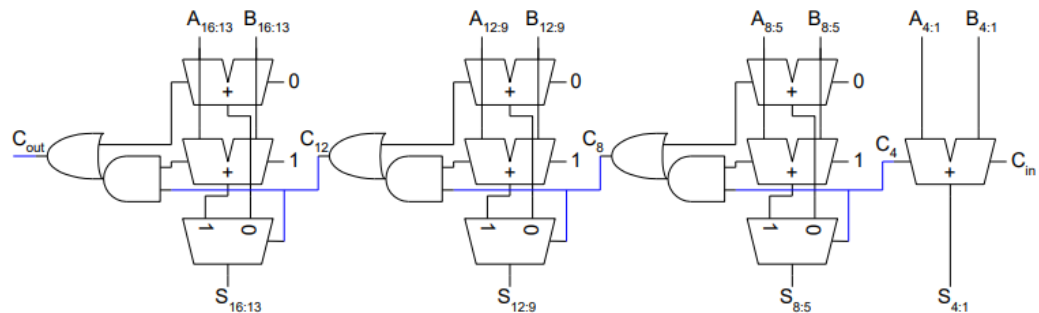 A16:13 B16:13 A12:9 B12:9 A8:5 B8:5 A4:1 B4:1
0 0 0
+ + +
Cout C12 C8 C4
1 1 1 Cin
+ + + +
1 0 1 0 1 0
S16:13 S12:9 S8:5 S4:1